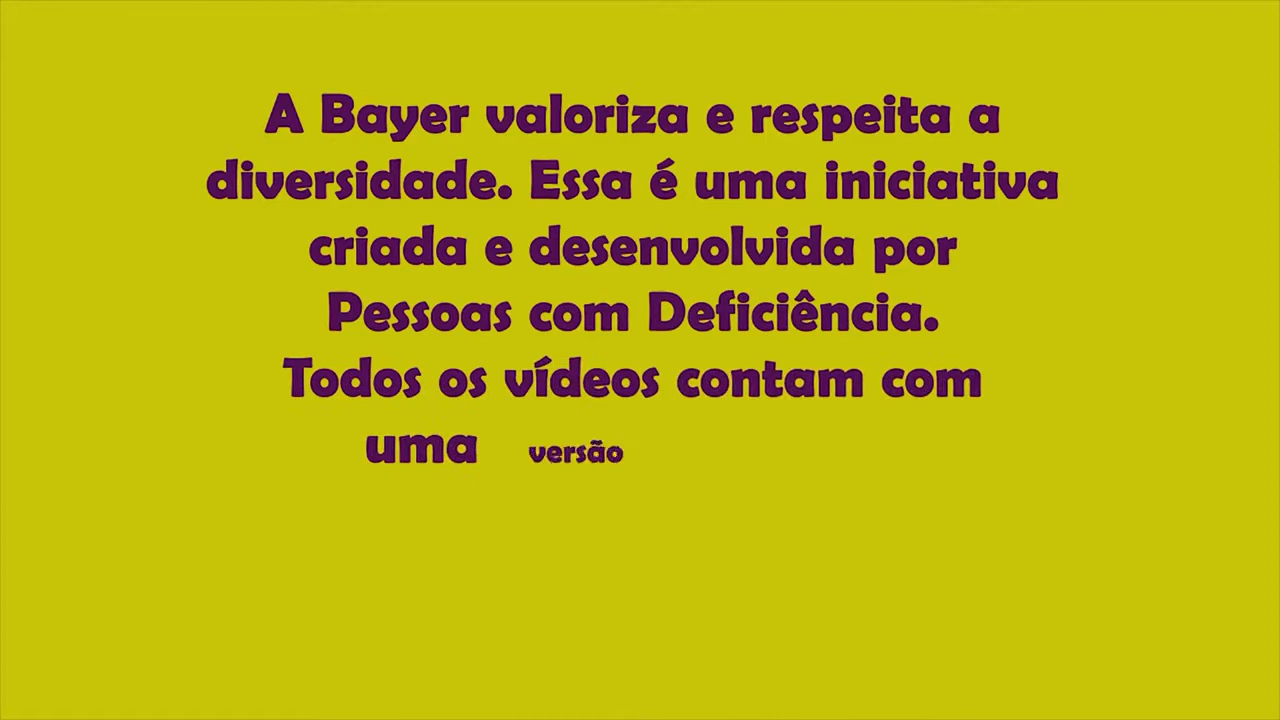 A Bayer valoriza e respeita a
diversidade. Essa é uma iniciativa
criada e desenvolvida por
Pessoas com Deficiência.
Todos os vídeos contam com
uma versão